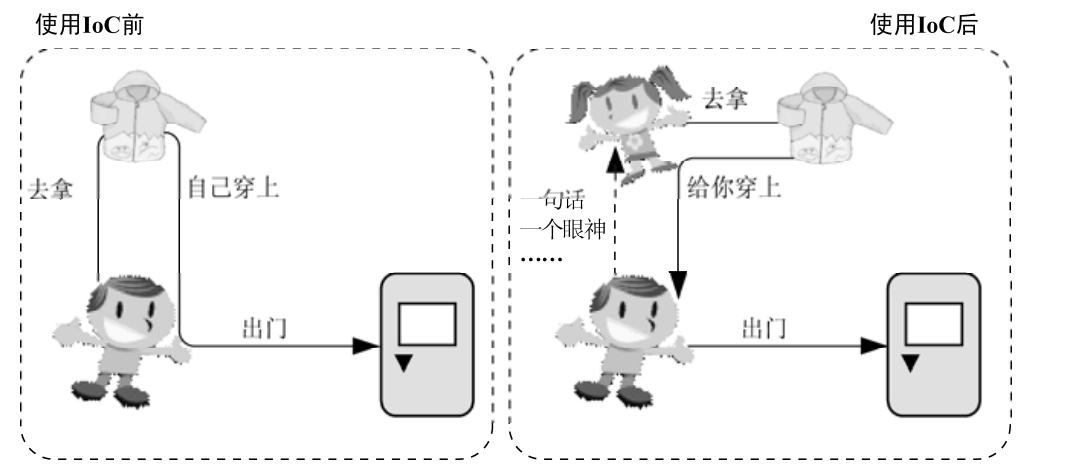 使用IoC前
使用IoC后
去拿
自己穿上
出门
去拿
给你穿上
一句话
一个眼神
……
出门